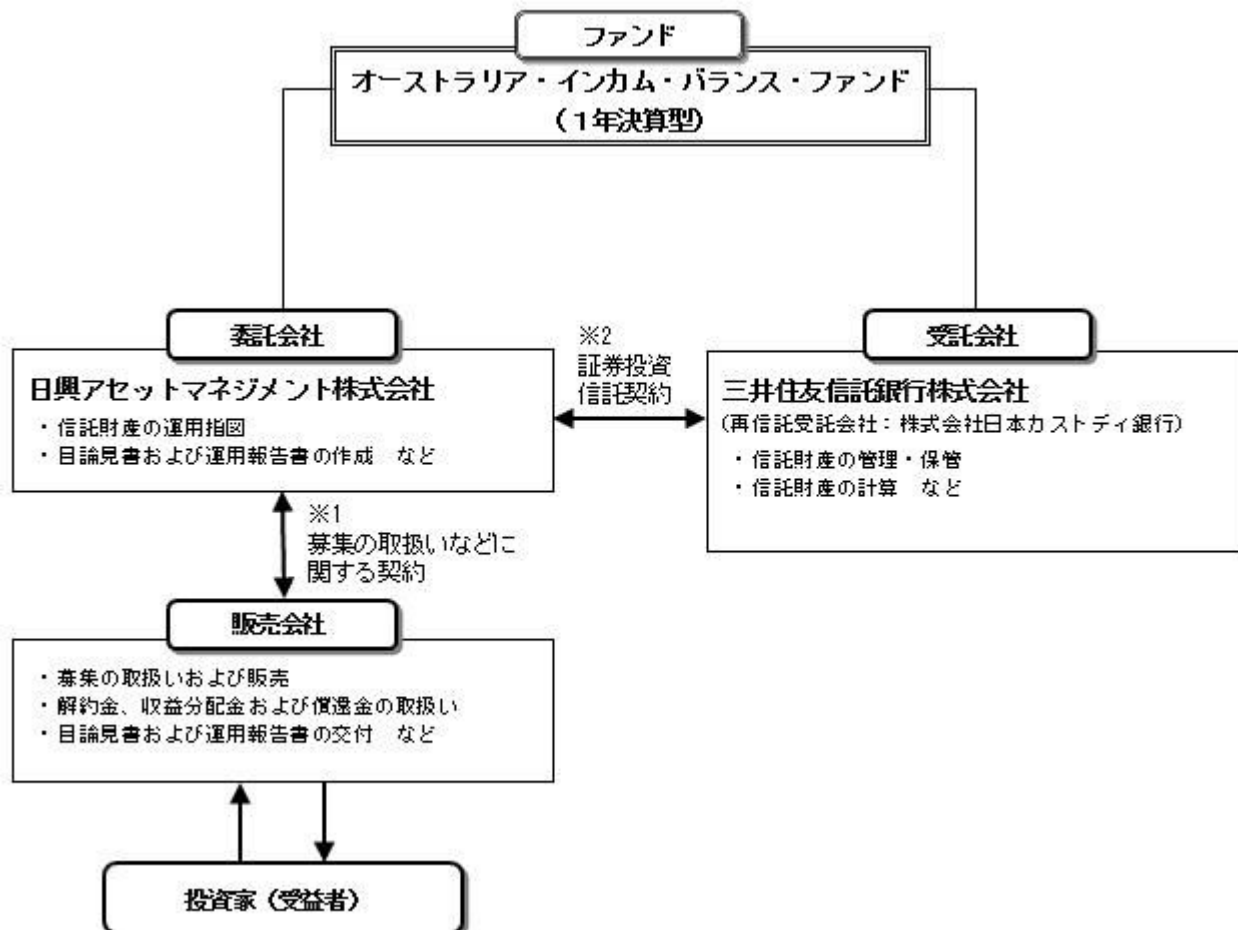 ファンド
オーストラリア・インカム・バランス・ファンド
（１年決算型）
委託会社
日興アセットマネジメント株式会社
・信託財産の運用指図
・目論見書および運用報告書の作成　など
※2
証券投資
信託契約
受託会社
三井住友信託銀行株式会社
（再信託受託会社：株式会社日本カストディ銀行）
・信託財産の管理・保管
・信託財産の計算　など
※1
募集の取扱いなどに
関する契約
販売会社
・募集の取扱いおよび販売
・解約金、収益分配金および償還金の取扱い
・目論見書および運用報告書の交付　など
投資家（受益者）